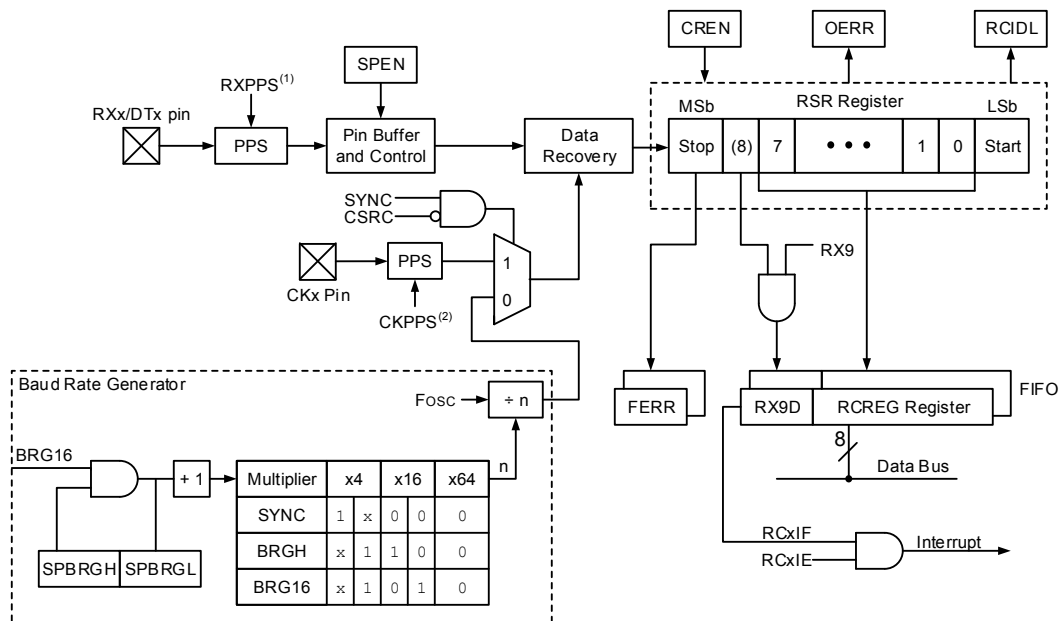 CREN
OERR
RCIDL
SPEN
RXPPS(1)
RXx/DTx pin
PPS
Pin Buffer
and Control
Data
Recovery
MSb
RSR Register
LSb
Stop (8) 7 • • • 1 0 Start
SYNC
CSRC
PPS
1
0
CKx Pin
CKPPS(2)
RX9
Baud Rate Generator
FOSC
÷ n
FERR
RX9D
RCREG Register
FIFO
8
Data Bus
BRG16
+ 1
n
Multiplier x4 x16 x64
SYNC 1 x 0 0 0
BRGH x 1 1 0 0
BRG16 x 1 0 1 0
SPBRGH SPBRGL
RCxIF
RCxIE
Interrupt